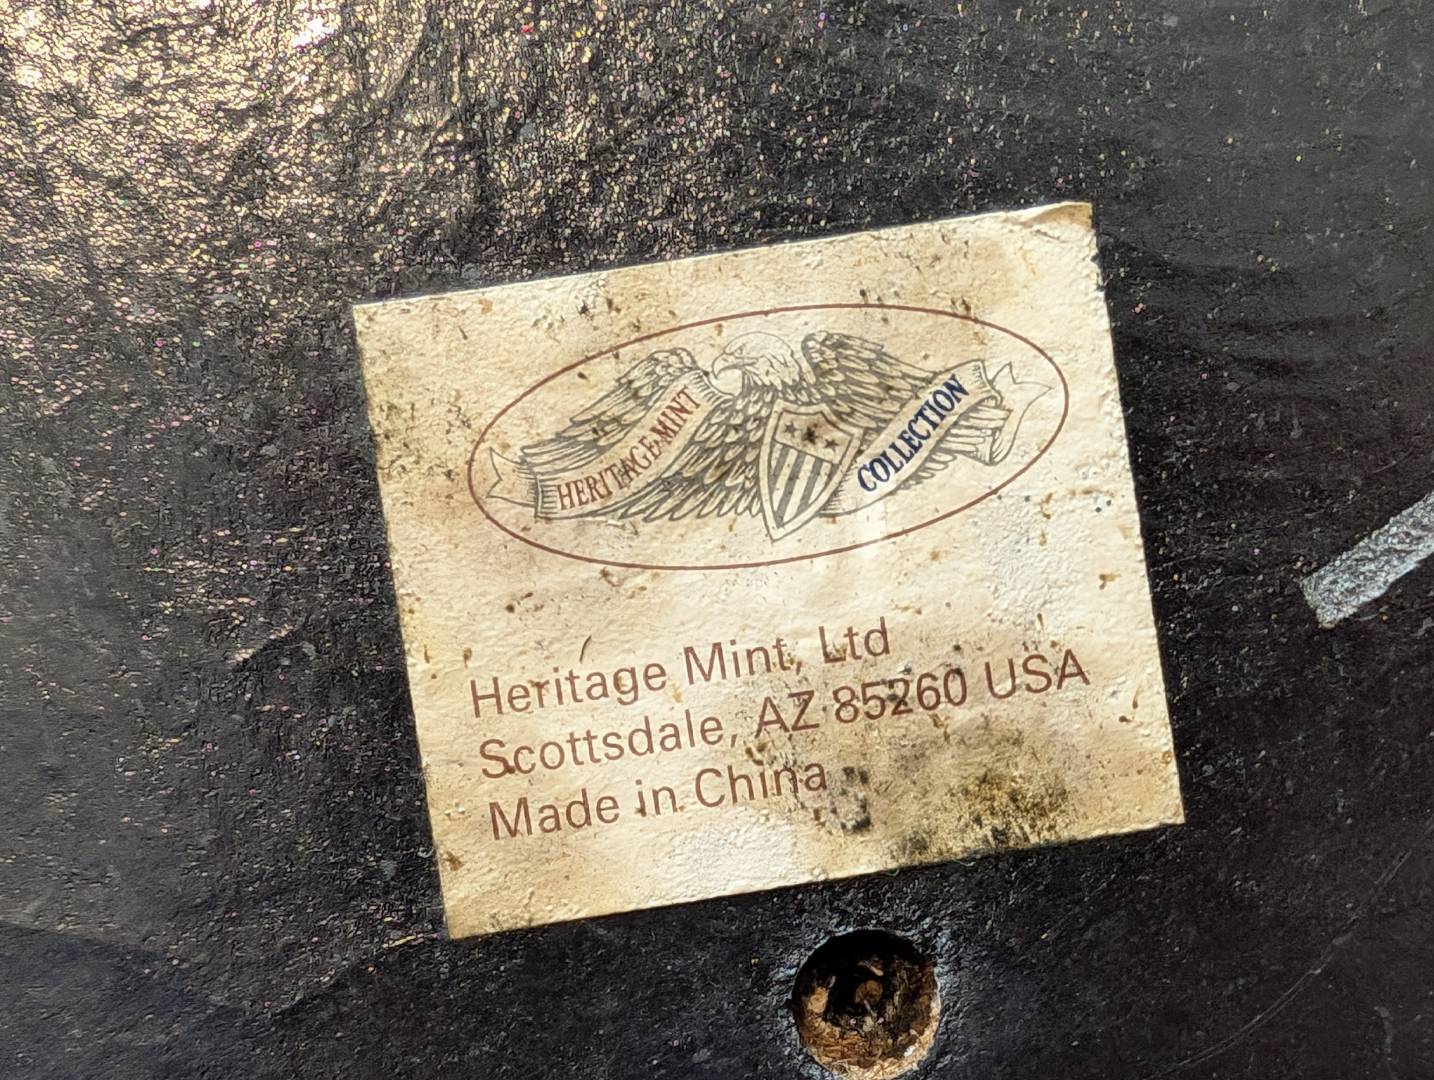 HERITAGE MINT
COLLECTION
Heritage Mint, Ltd
Scottsdale, AZ 85260 USA
Made in China